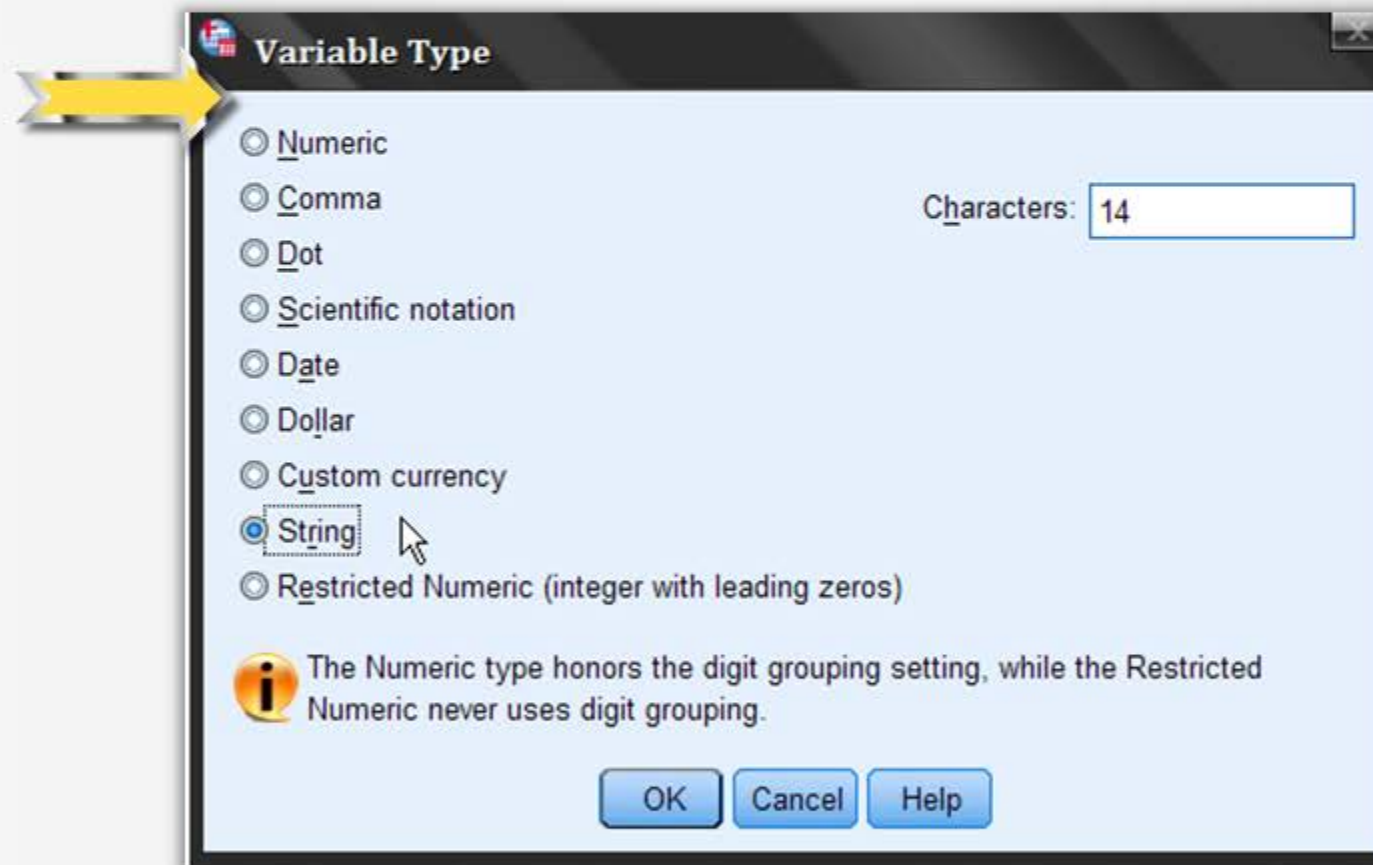 Variable Type
Numeric
Comma
Characters: 14
Dot
Scientific notation
Date
Dollar
Custom currency
String
Restricted Numeric (integer with leading zeros)
The Numeric type honors the digit grouping setting, while the Restricted
Numeric never uses digit grouping.
OK Cancel Help